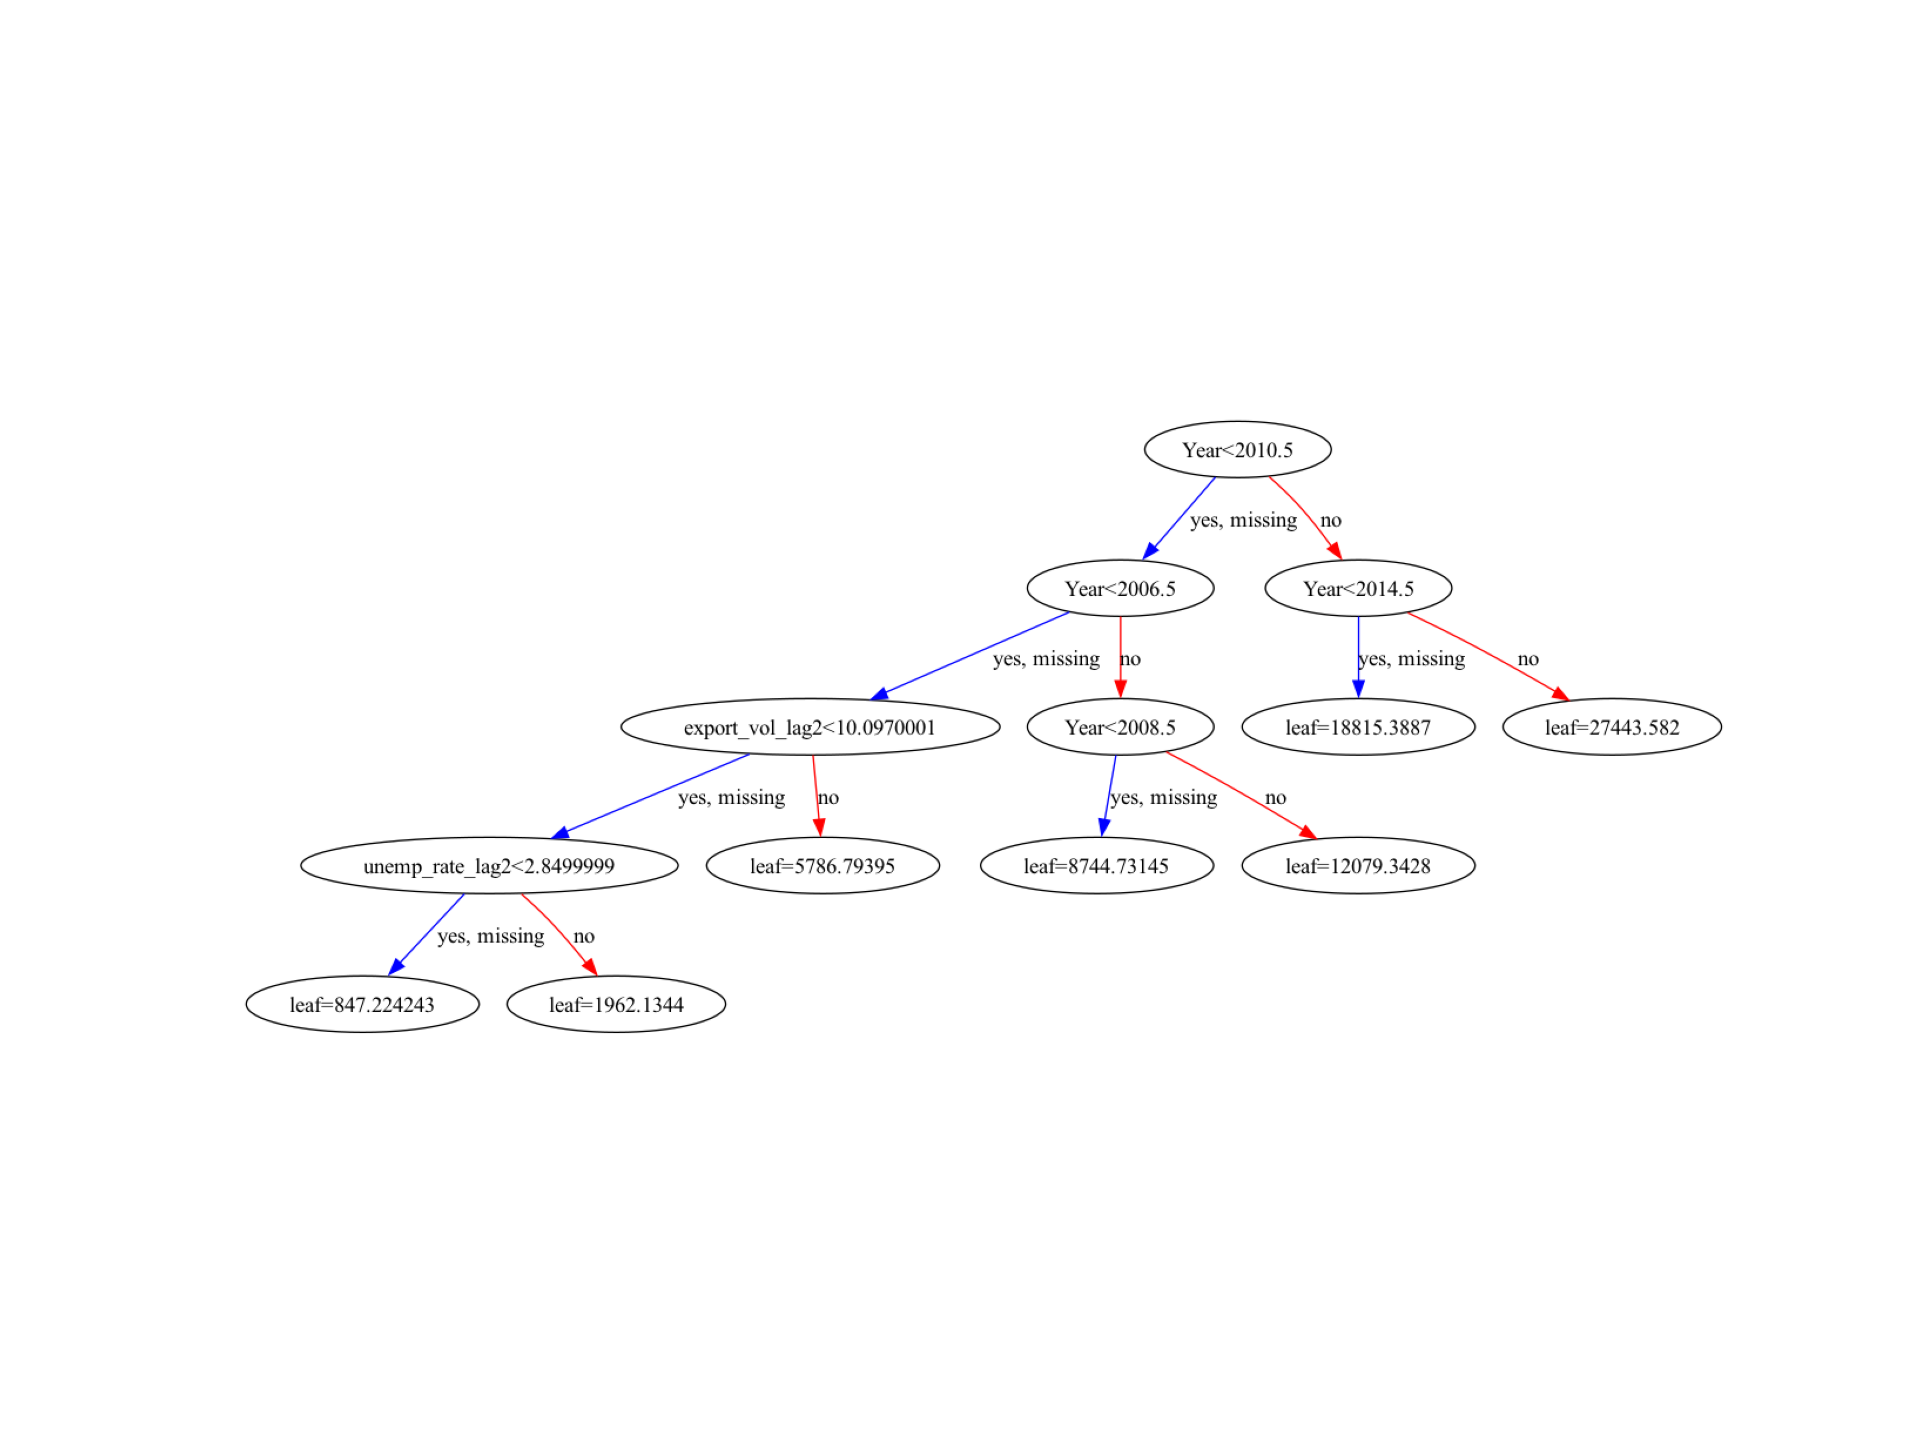 Year<2010.5
yes, missing
no
Year<2006.5
Year<2014.5
yes, missing
no
yes, missing
no
export_vol_lag2<10.0970001
Year<2008.5
leaf=18815.3887
leaf=27443.582
yes, missing
no
yes, missing
no
unemp_rate_lag2<2.8499999
leaf=5786.79395
leaf=8744.73145
leaf=12079.3428
yes, missing
no
leaf=847.224243
leaf=1962.1344